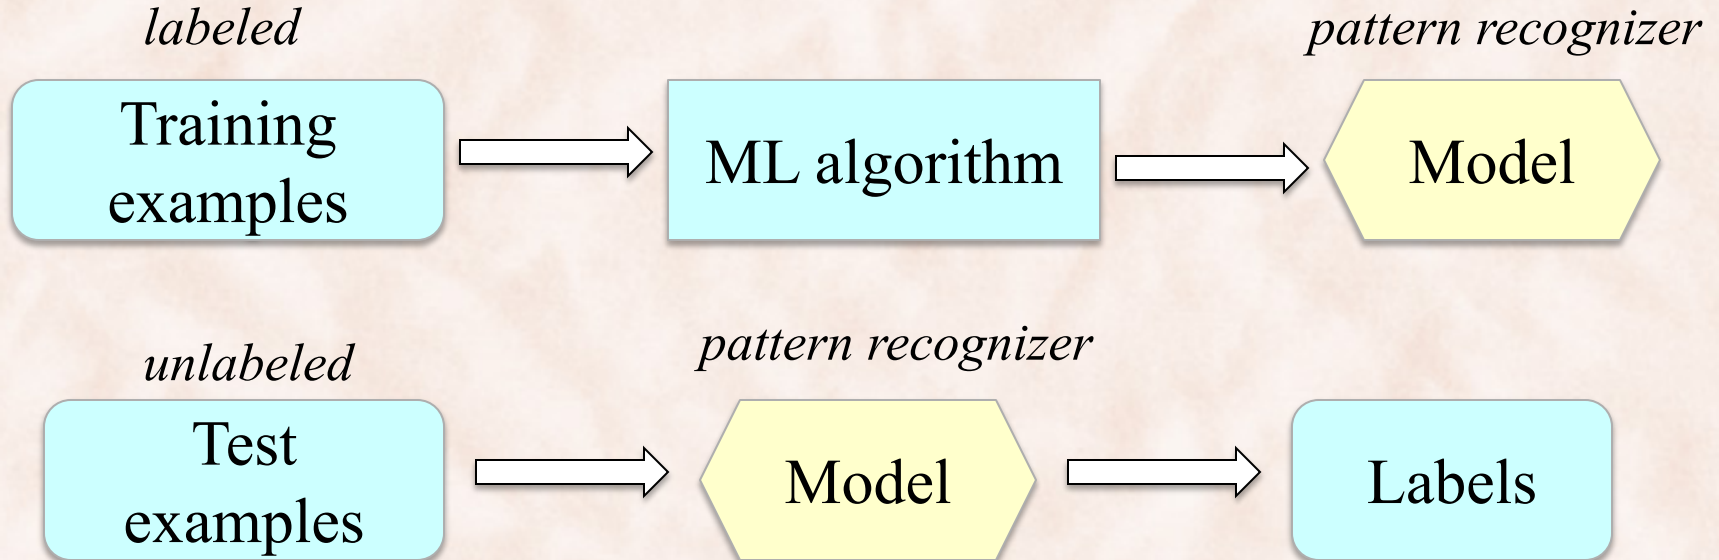 labeled
pattern recognizer
Training
examples
ML algorithm
Model
unlabeled
pattern recognizer
Test
examples
Model
Labels